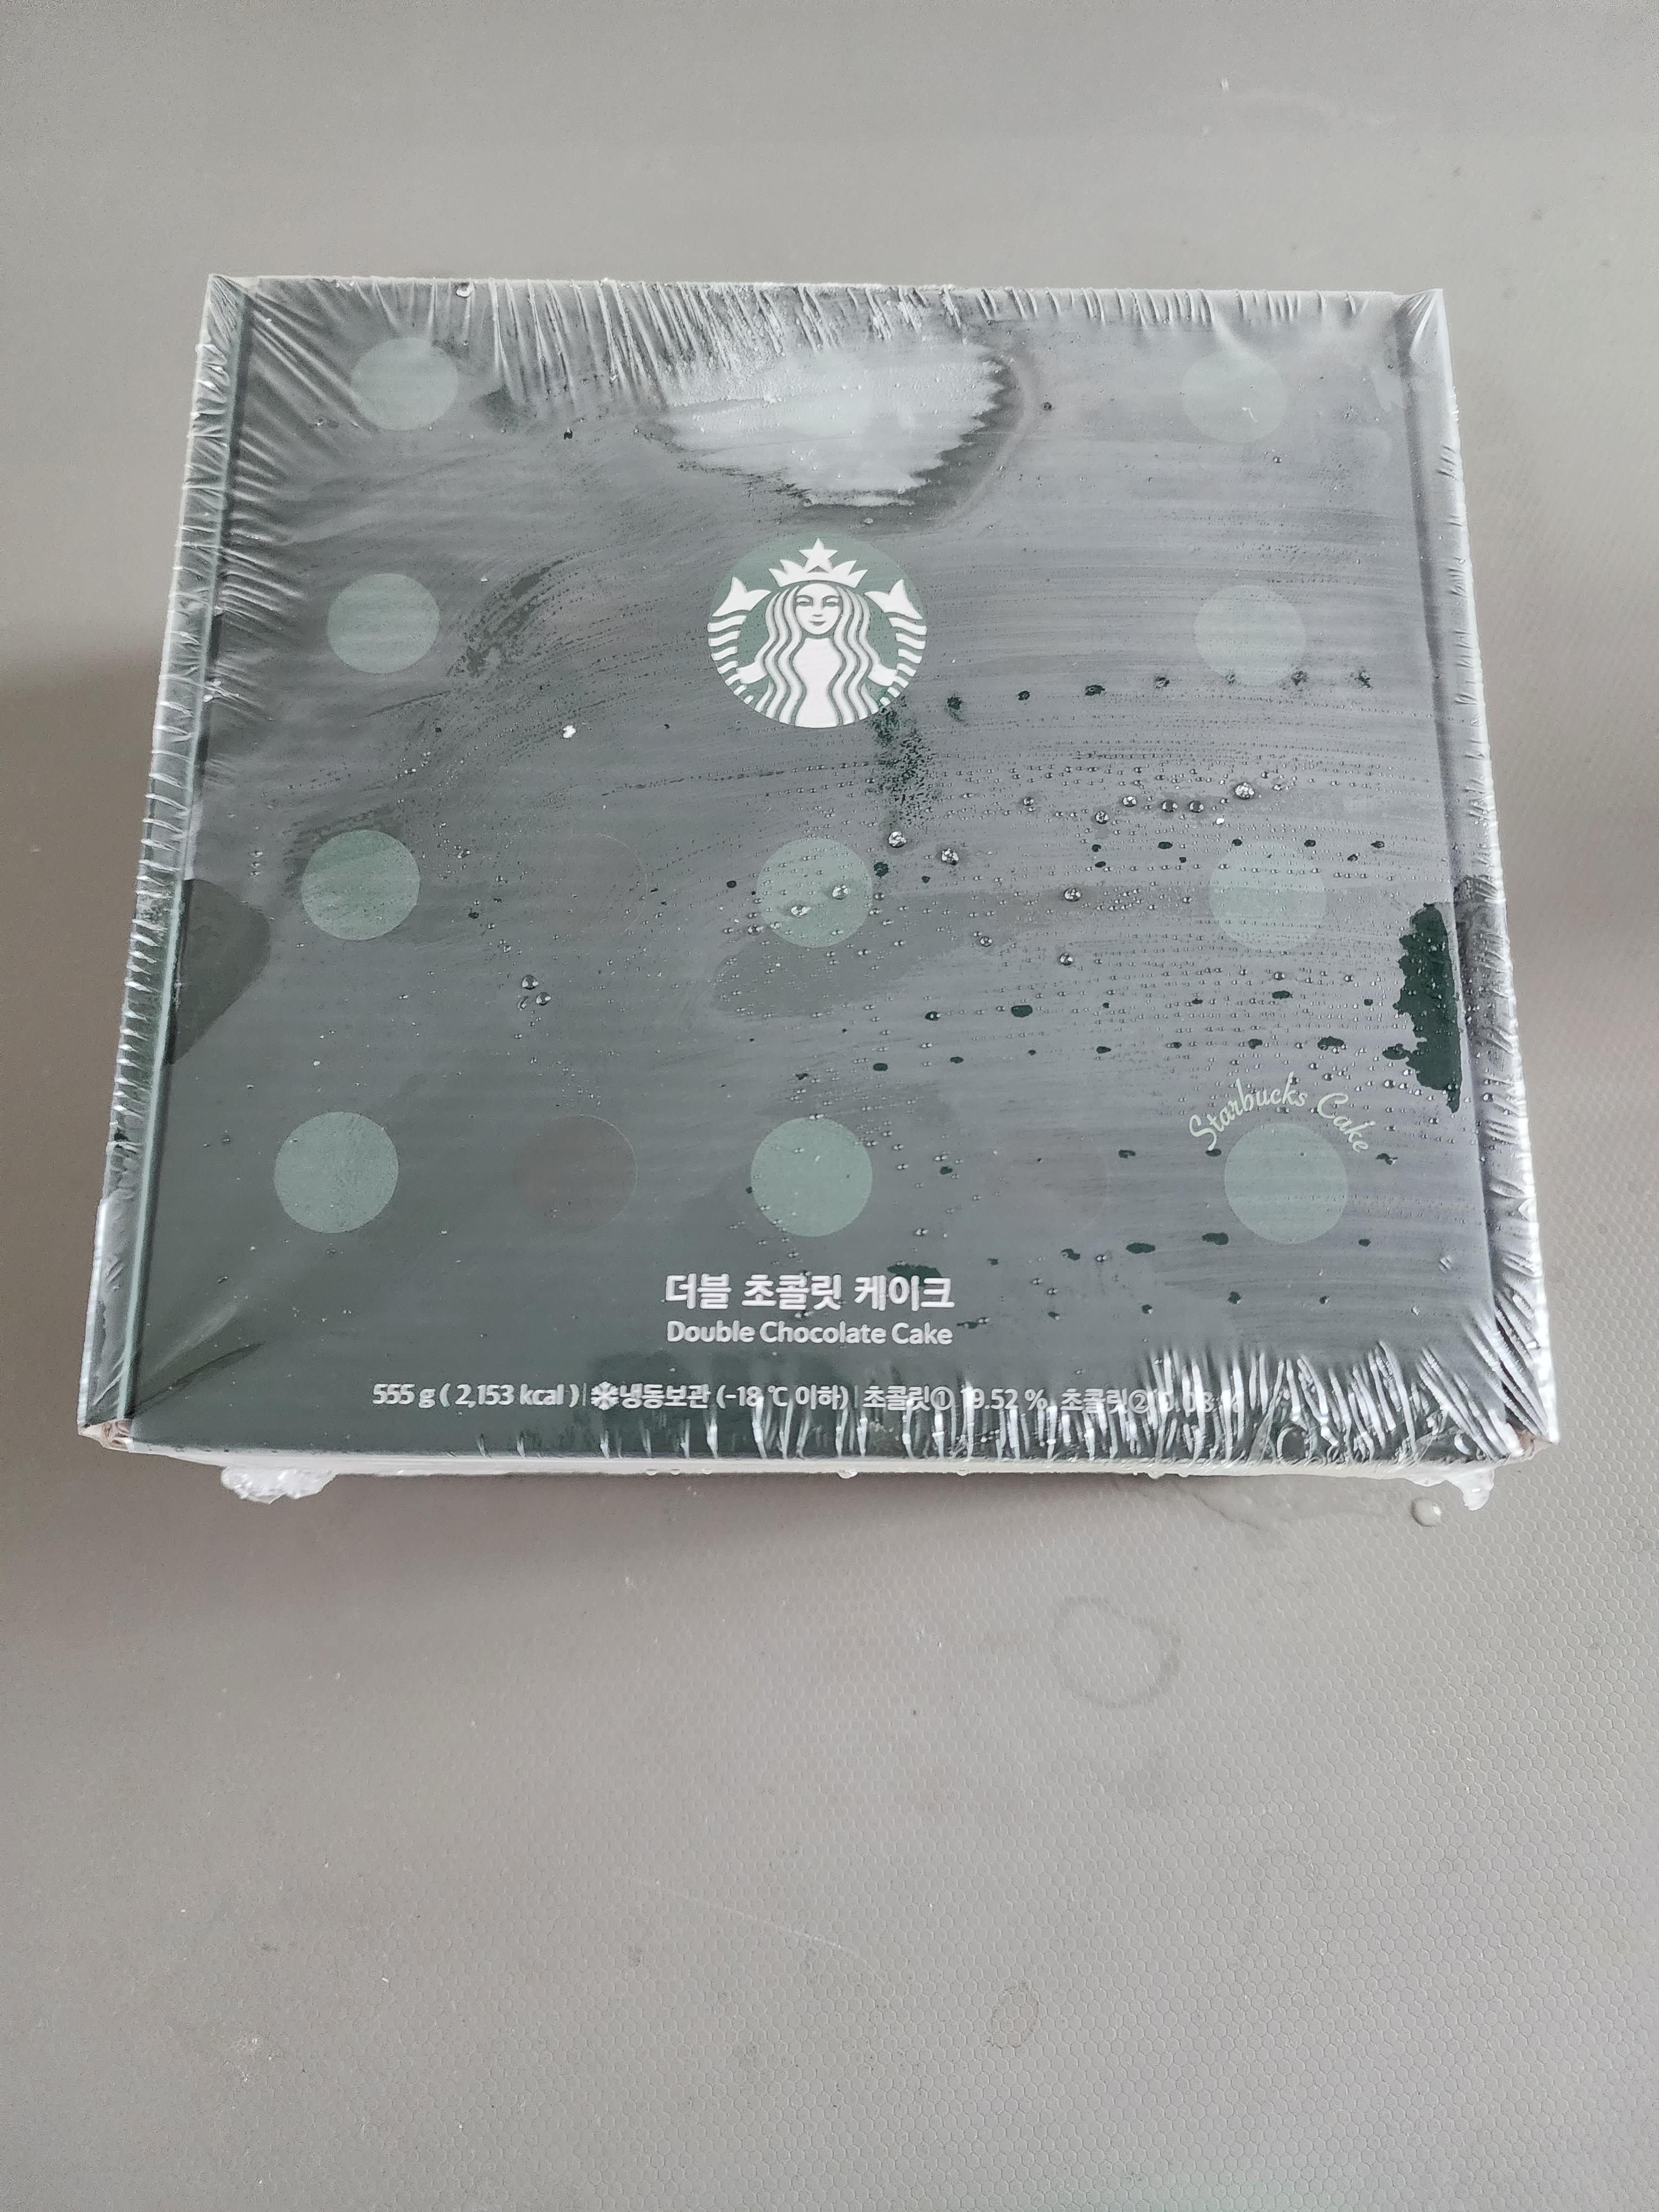 Starbucks Cake
더블 초콜릿 케이크
Double Chocolate Cake
555 g ( 2,153 kcal ) | 냉동보관 (-18 ℃ 이하) | 초콜릿① 19.52 %, 초콜릿②